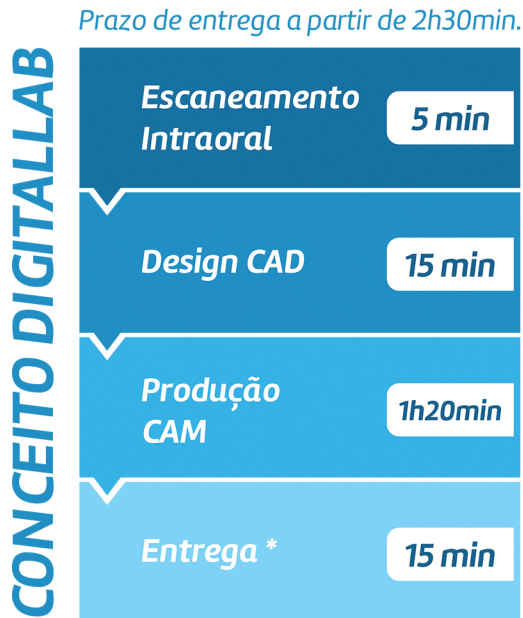 Prazo de entrega a partir de 2h30min.
CONCEITO DIGITALLAB
Escaneamento
Intraoral
5 min
Design CAD
15 min
Produção
CAM
1h20min
Entrega *
15 min